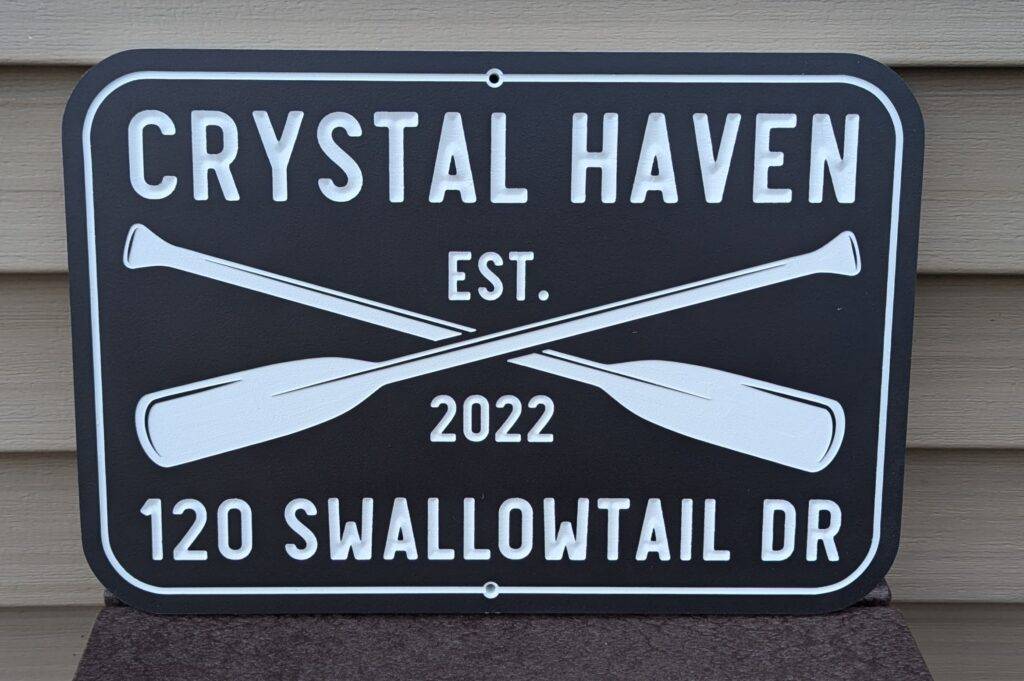 CRYSTAL HAVEN
EST.
2022
120 SWALLOWTAIL DR